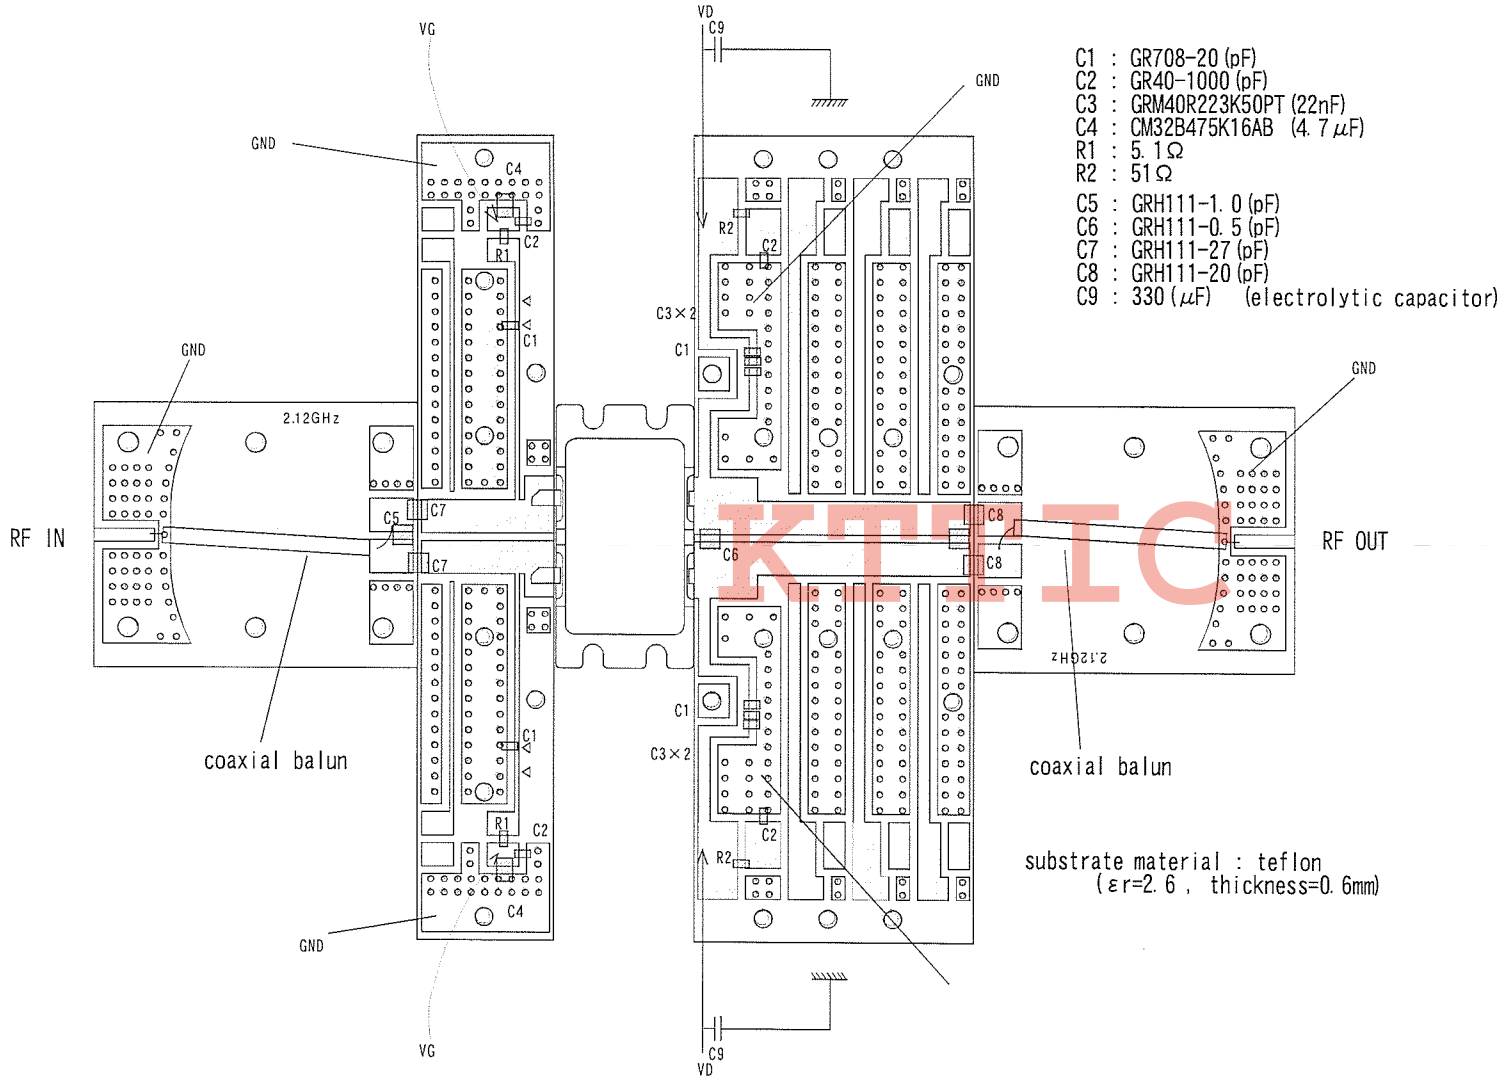 VD
C9
VG
GND
GND
C1 : GR708-20 (pF)
C2 : GR40-1000 (pF)
C3 : GRM40R223K50PT (22nF)
C4 : CM32B475K16AB (4.7μF)
R1 : 5.1Ω
R2 : 51Ω
C5 : GRH111-1.0 (pF)
C6 : GRH111-0.5 (pF)
C7 : GRH111-27 (pF)
C8 : GRH111-20 (pF)
C9 : 330 (μF) (electrolytic capacitor)
C4
C2
R1
R2
C2
C3×2
C1
C1
GND
GND
2.12GHz
C5
C7
C7
RF IN
C6
C8
C8
RF OUT
KTTIC
2.12GHz
C1
C1
C3×2
coaxial balun
coaxial balun
R1
C2
C4
R2
C2
substrate material : teflon
(εr=2.6 , thickness=0.6mm)
GND
VG
C9
VD